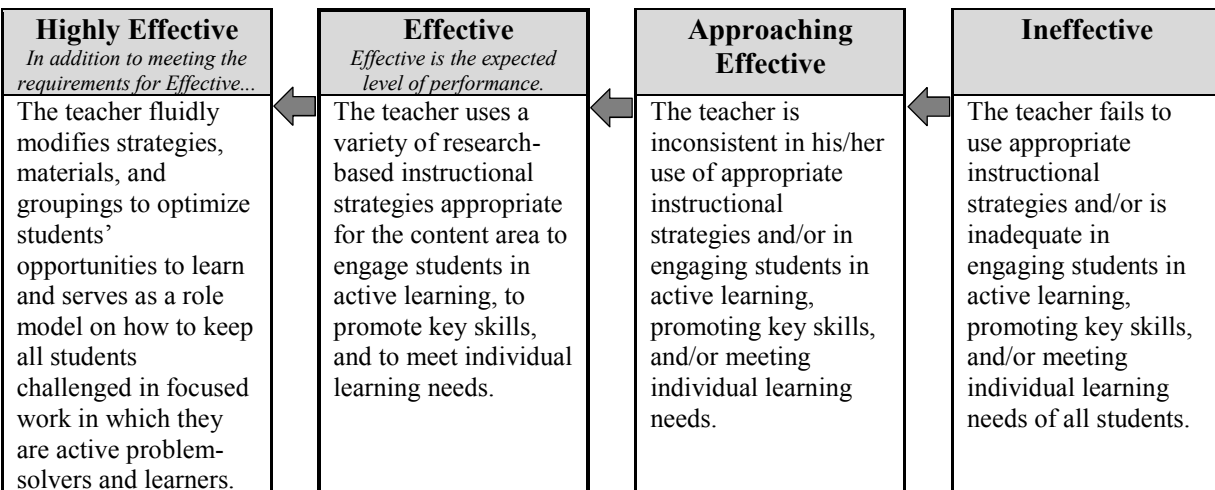 Highly Effective
In addition to meeting the
requirements for Effective...
The teacher fluidly
modifies strategies,
materials, and
groupings to optimize
students’
opportunities to learn
and serves as a role
model on how to keep
all students
challenged in focused
work in which they
are active problem-
solvers and learners.
Effective
Effective is the expected
level of performance.
The teacher uses a
variety of research-
based instructional
strategies appropriate
for the content area to
engage students in
active learning, to
promote key skills,
and to meet individual
learning needs.
Approaching
Effective
The teacher is
inconsistent in his/her
use of appropriate
instructional
strategies and/or in
engaging students in
active learning,
promoting key skills,
and/or meeting
individual learning
needs.
Ineffective
The teacher fails to
use appropriate
instructional
strategies and/or is
inadequate in
engaging students in
active learning,
promoting key skills,
and/or meeting
individual learning
needs of all students.